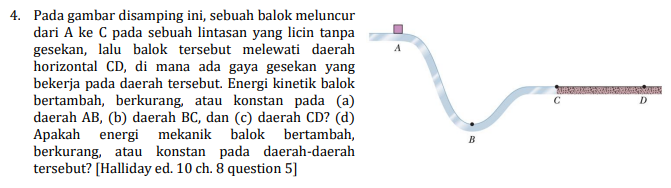 4. Pada gambar disamping ini, sebuah balok meluncur
dari A ke C pada sebuah lintasan yang licin tanpa
gesekan, lalu balok tersebut melewati daerah
horizontal CD, di mana ada gaya gesekan yang
bekerja pada daerah tersebut. Energi kinetik balok
bertambah, berkurang, atau konstan pada (a)
daerah AB, (b) daerah BC, dan (c) daerah CD? (d)
Apakah energi mekanik balok bertambah,
berkurang, atau konstan pada daerah-daerah
tersebut? [Halliday ed. 10 ch. 8 question 5]
A
C
D
B